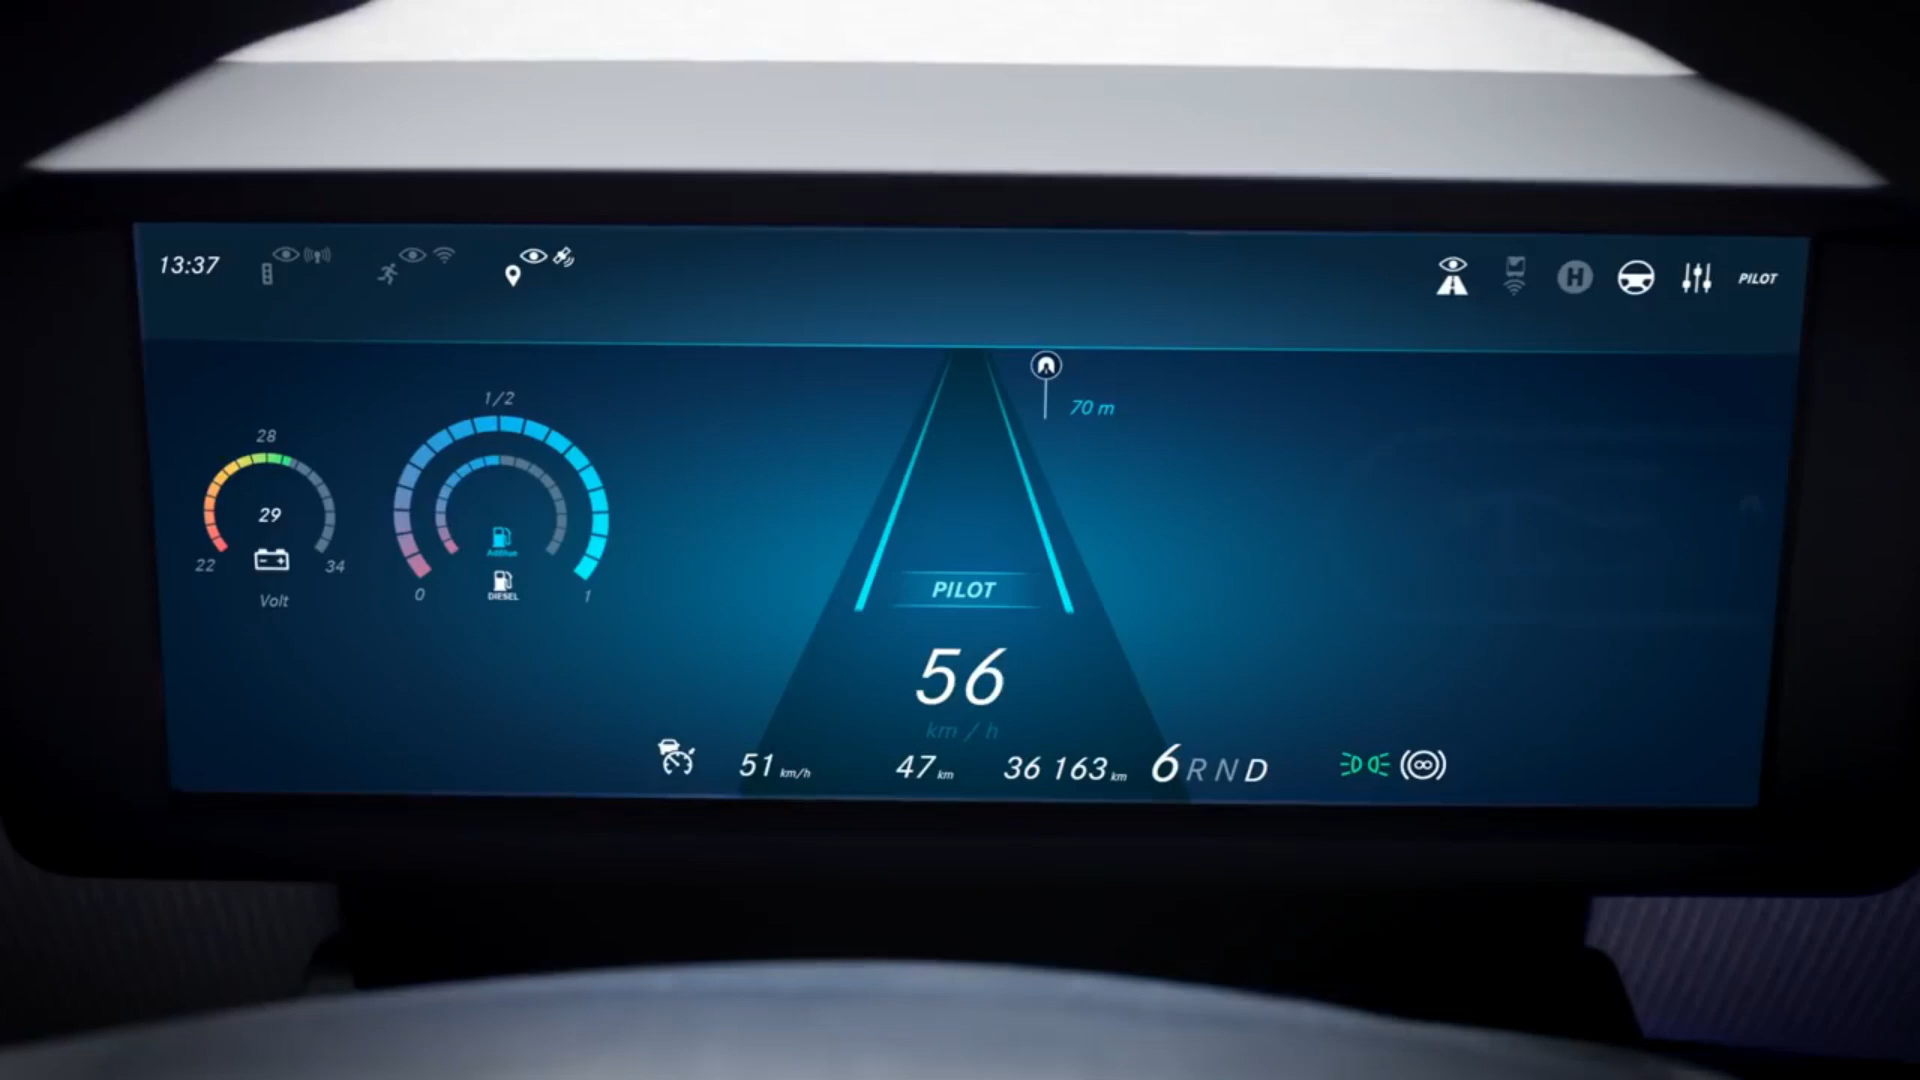 13:37
H
PILOT
70 m
1/2
28
29
22
34
Volt
AdBlue
DIESEL
0
1
PILOT
56
km / h
51 km/h
47 km
36 163 km
6 R N D